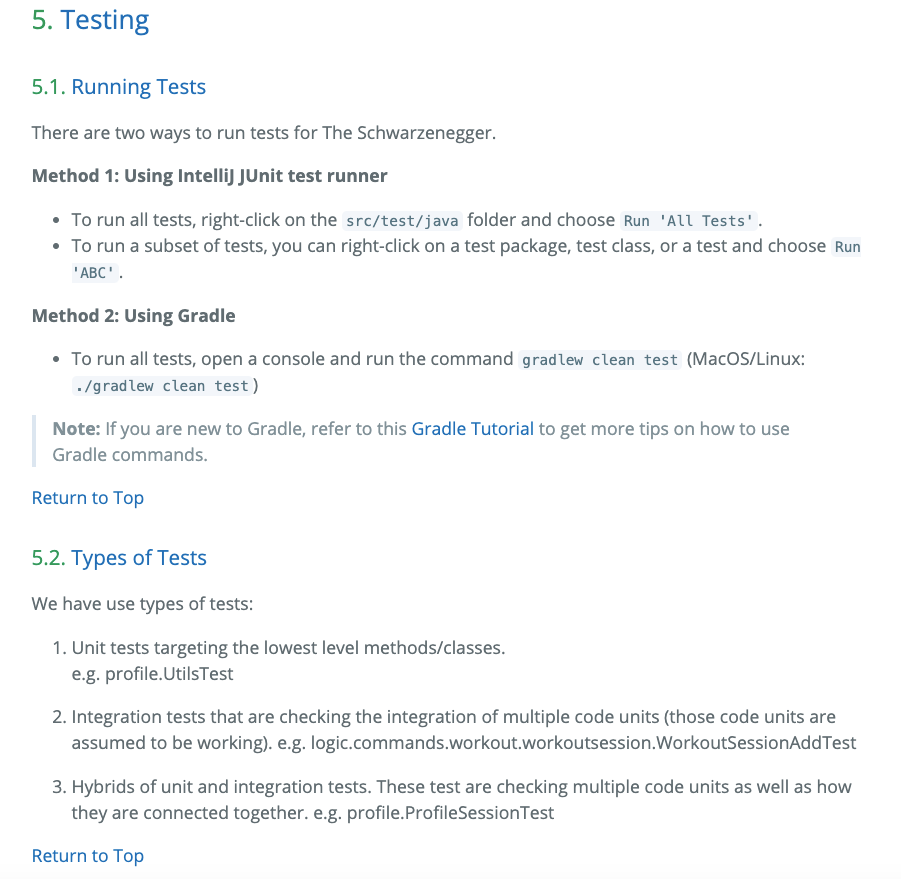 5. Testing
5.1. Running Tests
There are two ways to run tests for The Schwarzenegger.
Method 1: Using IntelliJ JUnit test runner
• To run all tests, right-click on the src/test/java folder and choose Run 'All Tests'.
• To run a subset of tests, you can right-click on a test package, test class, or a test and choose Run
'ABC'.
Method 2: Using Gradle
• To run all tests, open a console and run the command gradlew clean test (MacOS/Linux:
./gradlew clean test)
Note: If you are new to Gradle, refer to this Gradle Tutorial to get more tips on how to use
Gradle commands.
Return to Top
5.2. Types of Tests
We have use types of tests:
1. Unit tests targeting the lowest level methods/classes.
e.g. profile.UtilsTest
2. Integration tests that are checking the integration of multiple code units (those code units are
assumed to be working). e.g. logic.commands.workout.workoutsession.WorkoutSessionAddTest
3. Hybrids of unit and integration tests. These test are checking multiple code units as well as how
they are connected together. e.g. profile.ProfileSessionTest
Return to Top